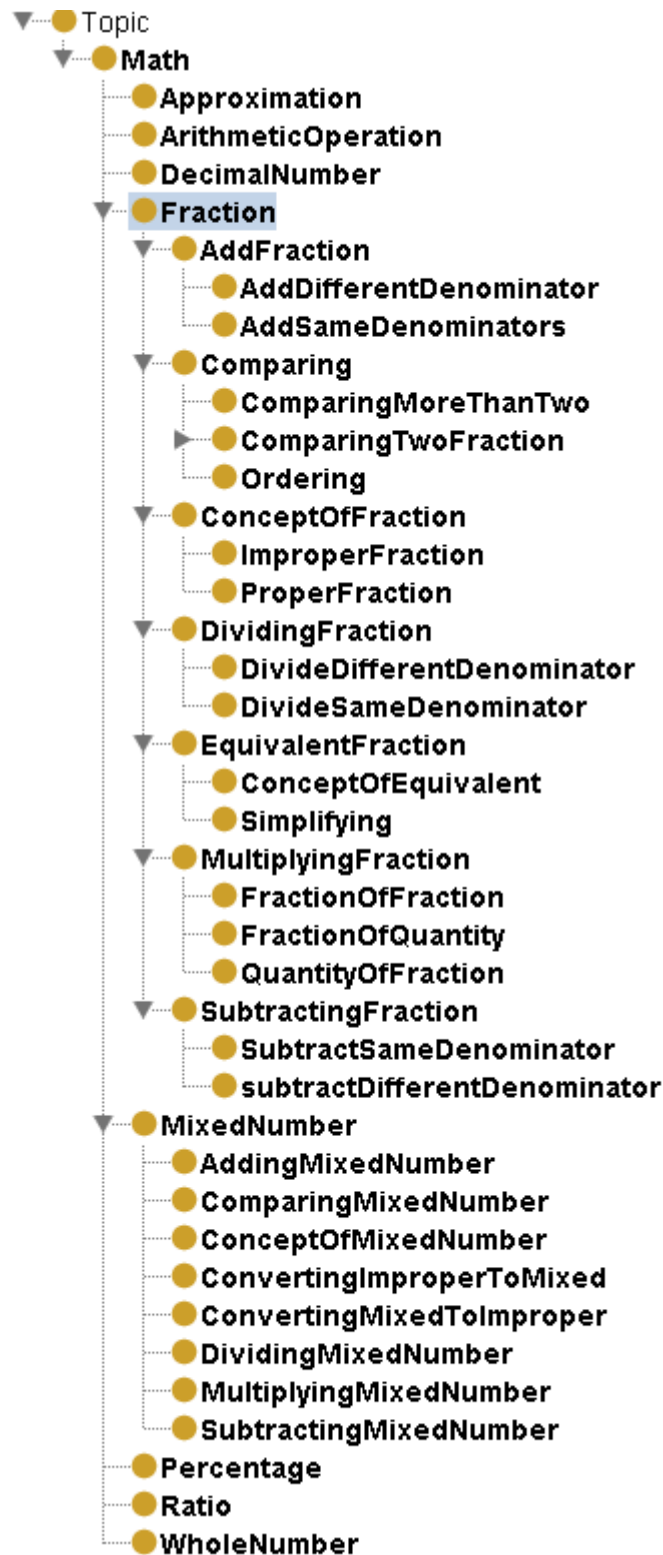 Topic
Math
Approximation
ArithmeticOperation
DecimalNumber
Fraction
AddFraction
AddDifferentDenominator
AddSameDenominators
Comparing
ComparingMoreThanTwo
ComparingTwoFraction
Ordering
ConceptOfFraction
ImproperFraction
ProperFraction
DividingFraction
DivideDifferentDenominator
DivideSameDenominator
EquivalentFraction
ConceptOfEquivalent
Simplifying
MultiplyingFraction
FractionOfFraction
FractionOfQuantity
QuantityOfFraction
SubtractingFraction
SubtractSameDenominator
subtractDifferentDenominator
MixedNumber
AddingMixedNumber
ComparingMixedNumber
ConceptOfMixedNumber
ConvertingImproperToMixed
ConvertingMixedToImproper
DividingMixedNumber
MultiplyingMixedNumber
SubtractingMixedNumber
Percentage
Ratio
WholeNumber